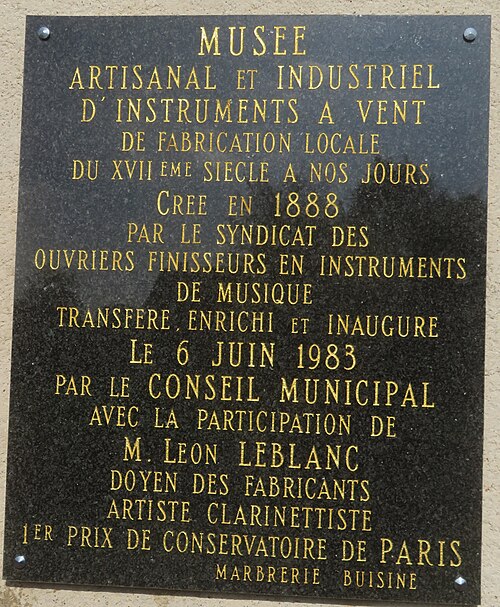 MUSEE
ARTISANAL ET INDUSTRIEL
D'INSTRUMENTS A VENT
DE FABRICATION LOCALE
DU XVIIEME SIECLE A NOS JOURS
CREE EN 1888
PAR LE SYNDICAT DES
OUVRIERS FINISSEURS EN INSTRUMENTS
DE MUSIQUE
TRANSFERE, ENRICHI ET INAUGURE
LE 6 JUIN 1983
PAR LE CONSEIL MUNICIPAL
AVEC LA PARTICIPATION DE
M. LEON LEBLANC
DOYEN DES FABRICANTS
ARTISTE CLARINETTISTE
1ER PRIX DE CONSERVATOIRE DE PARIS
MARBRERIE BUISINE